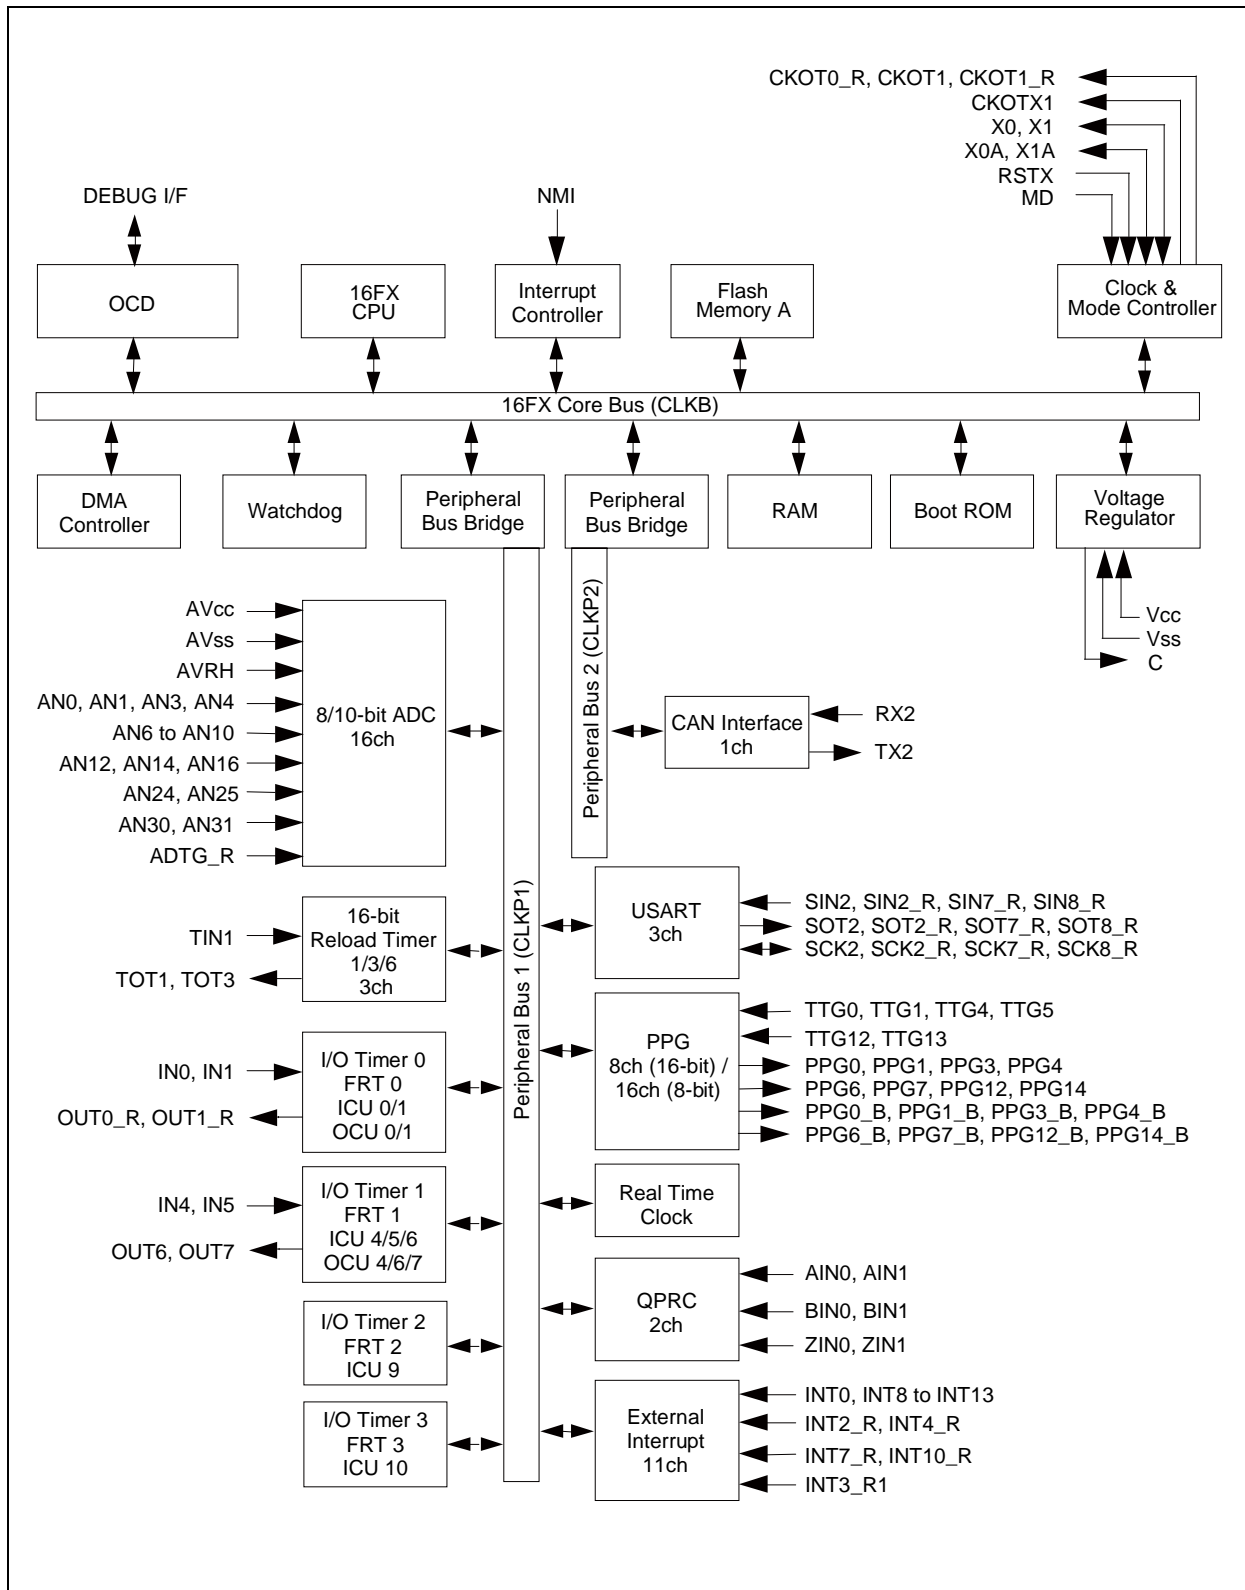 CKOT0_R, CKOT1, CKOT1_R
CKOTX1
X0, X1
X0A, X1A
RSTX
MD
DEBUG I/F
NMI
OCD
16FX
CPU
Interrupt
Controller
Flash
Memory A
Clock &
Mode Controller
16FX Core Bus (CLKB)
DMA
Controller
Watchdog
Peripheral
Bus Bridge
Peripheral
Bus Bridge
RAM
Boot ROM
Voltage
Regulator
Vcc
Vss
C
Peripheral Bus 1 (CLKP1)
Peripheral Bus 2 (CLKP2)
AVcc
AVss
AVRH
AN0, AN1, AN3, AN4
AN6 to AN10
AN12, AN14, AN16
AN24, AN25
AN30, AN31
ADTG_R
8/10-bit ADC
16ch
CAN Interface
1ch
RX2
TX2
TIN1
TOT1, TOT3
16-bit
Reload Timer
1/3/6
3ch
USART
3ch
SIN2, SIN2_R, SIN7_R, SIN8_R
SOT2, SOT2_R, SOT7_R, SOT8_R
SCK2, SCK2_R, SCK7_R, SCK8_R
IN0, IN1
OUT0_R, OUT1_R
I/O Timer 0
FRT 0
ICU 0/1
OCU 0/1
PPG
8ch (16-bit) /
16ch (8-bit)
TTG0, TTG1, TTG4, TTG5
TTG12, TTG13
PPG0, PPG1, PPG3, PPG4
PPG6, PPG7, PPG12, PPG14
PPG0_B, PPG1_B, PPG3_B, PPG4_B
PPG6_B, PPG7_B, PPG12_B, PPG14_B
IN4, IN5
OUT6, OUT7
I/O Timer 1
FRT 1
ICU 4/5/6
OCU 4/6/7
Real Time
Clock
I/O Timer 2
FRT 2
ICU 9
QPRC
2ch
AIN0, AIN1
BIN0, BIN1
ZIN0, ZIN1
I/O Timer 3
FRT 3
ICU 10
External
Interrupt
11ch
INT0, INT8 to INT13
INT2_R, INT4_R
INT7_R, INT10_R
INT3_R1